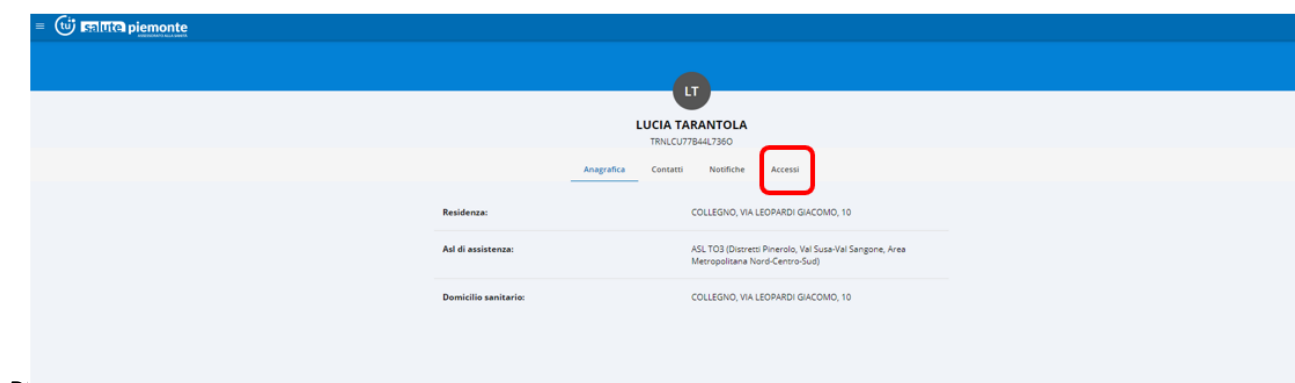 ≡ tu salute piemonte
LT
LUCIA TARANTOLA
TRNLCU77B44L736O
Anagrafica Contatti Notifiche Accessi
Residenza: COLLEGNO, VIA LEOPARDI GIACOMO, 10
Asl di assistenza: ASL TO3 (Distretti Pinerolo, Val Susa-Val Sangone, Area
Metropolitana Nord-Centro-Sud)
Domicilio sanitario: COLLEGNO, VIA LEOPARDI GIACOMO, 10